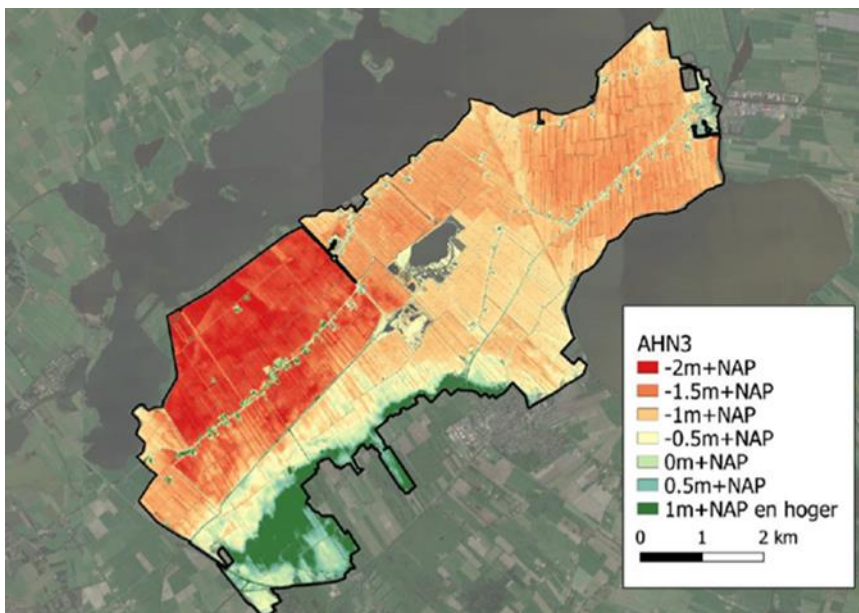 AHN3
-2m+NAP
-1.5m+NAP
-1m+NAP
-0.5m+NAP
0m+NAP
0.5m+NAP
1m+NAP en hoger
0 1 2 km